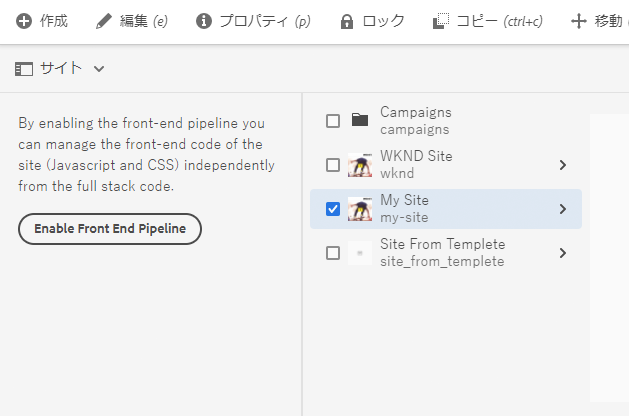 作成 編集 (e) プロパティ (p) ロック コピー (ctrl+c) 移動
サイト
By enabling the front-end pipeline you
can manage the front-end code of the
site (Javascript and CSS) independently
from the full stack code.
Enable Front End Pipeline
Campaigns
campaigns
WKND Site
wknd
My Site
my-site
Site From Templete
site_from_templete